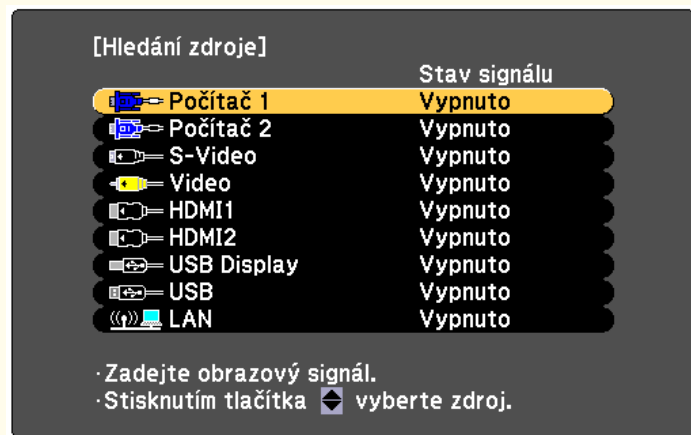 [Hledání zdroje]
Stav signálu
Počítač 1 Vypnuto
Počítač 2 Vypnuto
S-Video Vypnuto
Video Vypnuto
HDMI1 Vypnuto
HDMI2 Vypnuto
USB Display Vypnuto
USB Vypnuto
LAN Vypnuto
·Zadejte obrazový signál.
·Stisknutím tlačítka vyberte zdroj.